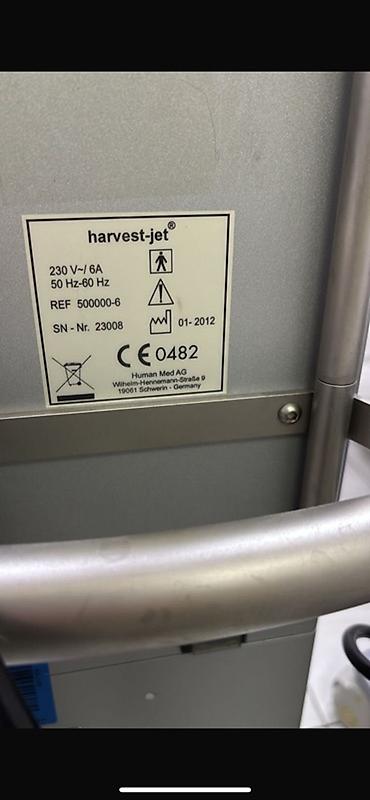 harvest-jet®
230 V~/ 6A
50 Hz-60 Hz
REF 500000-6
SN - Nr. 23008
01- 2012
CE 0482
Human Med AG
Wilhelm-Hennemann-Straße 9
19061 Schwerin - Germany